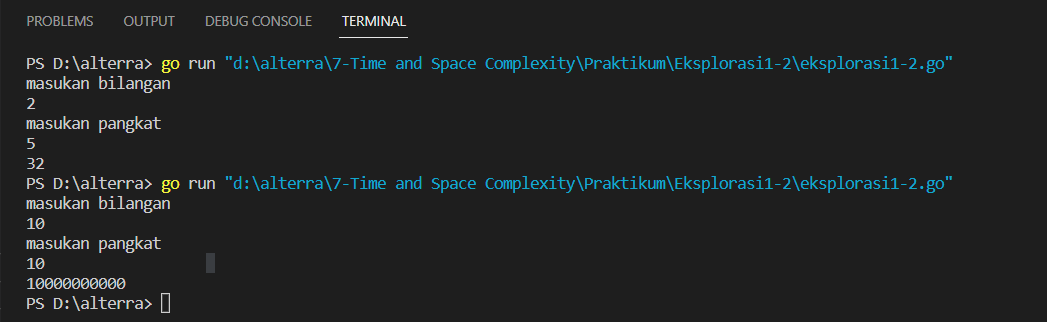 PROBLEMS OUTPUT DEBUG CONSOLE TERMINAL
PS D:\alterra> go run "d:\alterra\7-Time and Space Complexity\Praktikum\Eksplorasi1-2\eksplorasi1-2.go"
masukan bilangan
2
masukan pangkat
5
32
PS D:\alterra> go run "d:\alterra\7-Time and Space Complexity\Praktikum\Eksplorasi1-2\eksplorasi1-2.go"
masukan bilangan
10
masukan pangkat
10
10000000000
PS D:\alterra>